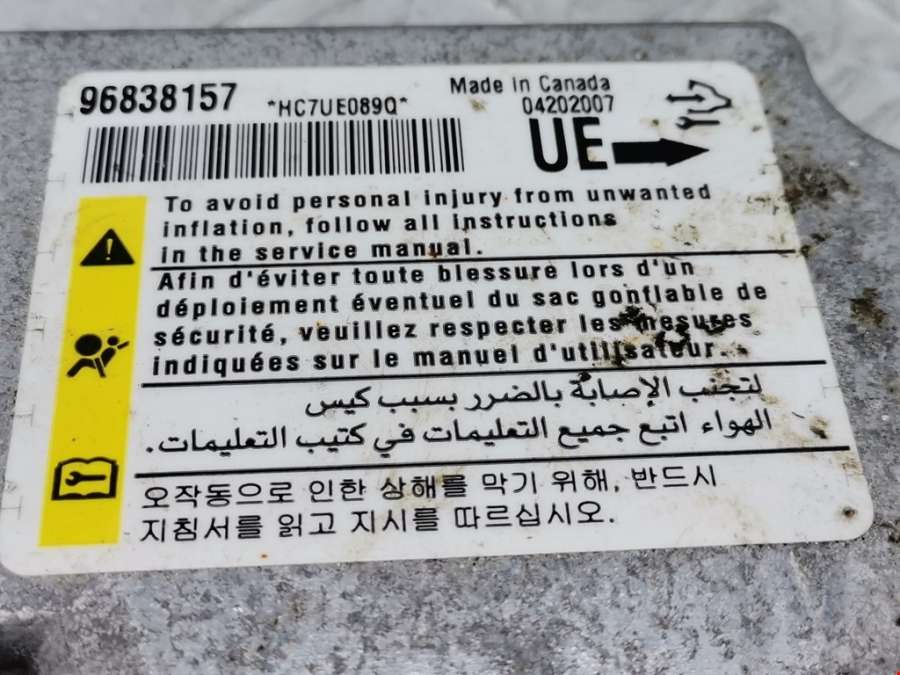 96838157
*HC7UE089Q*
Made in Canada
04202007
UE
To avoid personal injury from unwanted
inflation, follow all instructions
in the service manual.
Afin d'éviter toute blessure lors d'un
déploiement éventuel du sac gonflable de
sécurité, veuillez respecter les mesures
indiquées sur le manuel d'utilisateur.
لتجنب الإصابة بالضرر بسبب كيس
الهواء اتبع جميع التعليمات في كتيب التعليمات.
오작동으로 인한 상해를 막기 위해, 반드시
지침서를 읽고 지시를 따르십시오.